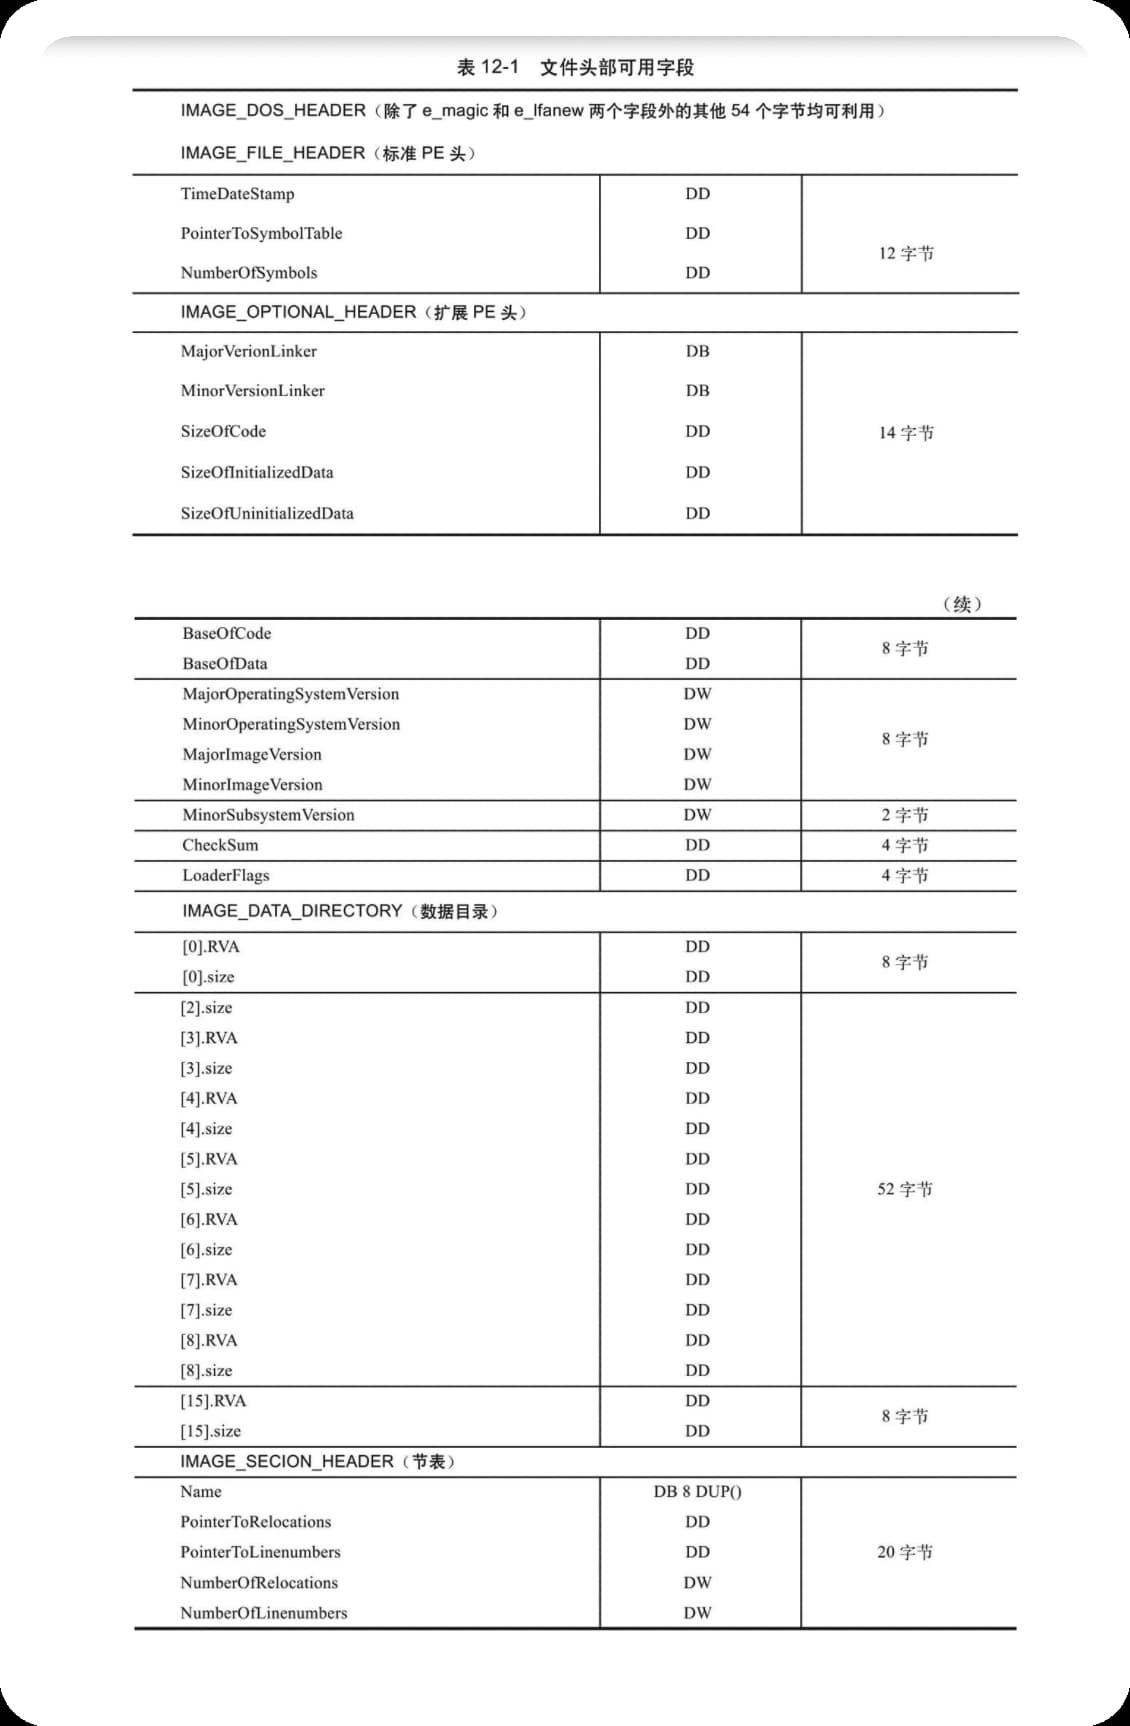 表 12-1 文件头部可用字段
IMAGE_DOS_HEADER（除了 e_magic 和 e_lfanew 两个字段外的其他 54 个字节均可利用）
IMAGE_FILE_HEADER（标准 PE 头）
TimeDateStamp DD
PointerToSymbolTable DD
12 字节
NumberOfSymbols DD
IMAGE_OPTIONAL_HEADER（扩展 PE 头）
MajorVerionLinker DB
MinorVersionLinker DB
SizeOfCode DD 14 字节
SizeOfInitializedData DD
SizeOfUninitializedData DD
（续）
BaseOfCode DD
8 字节
BaseOfData DD
MajorOperatingSystemVersion DW
MinorOperatingSystemVersion DW
8 字节
MajorImageVersion DW
MinorImageVersion DW
MinorSubsystemVersion DW 2 字节
CheckSum DD 4 字节
LoaderFlags DD 4 字节
IMAGE_DATA_DIRECTORY（数据目录）
[0].RVA DD
8 字节
[0].size DD
[2].size DD
[3].RVA DD
[3].size DD
[4].RVA DD
[4].size DD
[5].RVA DD
[5].size DD 52 字节
[6].RVA DD
[6].size DD
[7].RVA DD
[7].size DD
[8].RVA DD
[8].size DD
[15].RVA DD
8 字节
[15].size DD
IMAGE_SECION_HEADER（节表）
Name DB 8 DUP()
PointerToRelocations DD
PointerToLinenumbers DD 20 字节
NumberOfRelocations DW
NumberOfLinenumbers DW